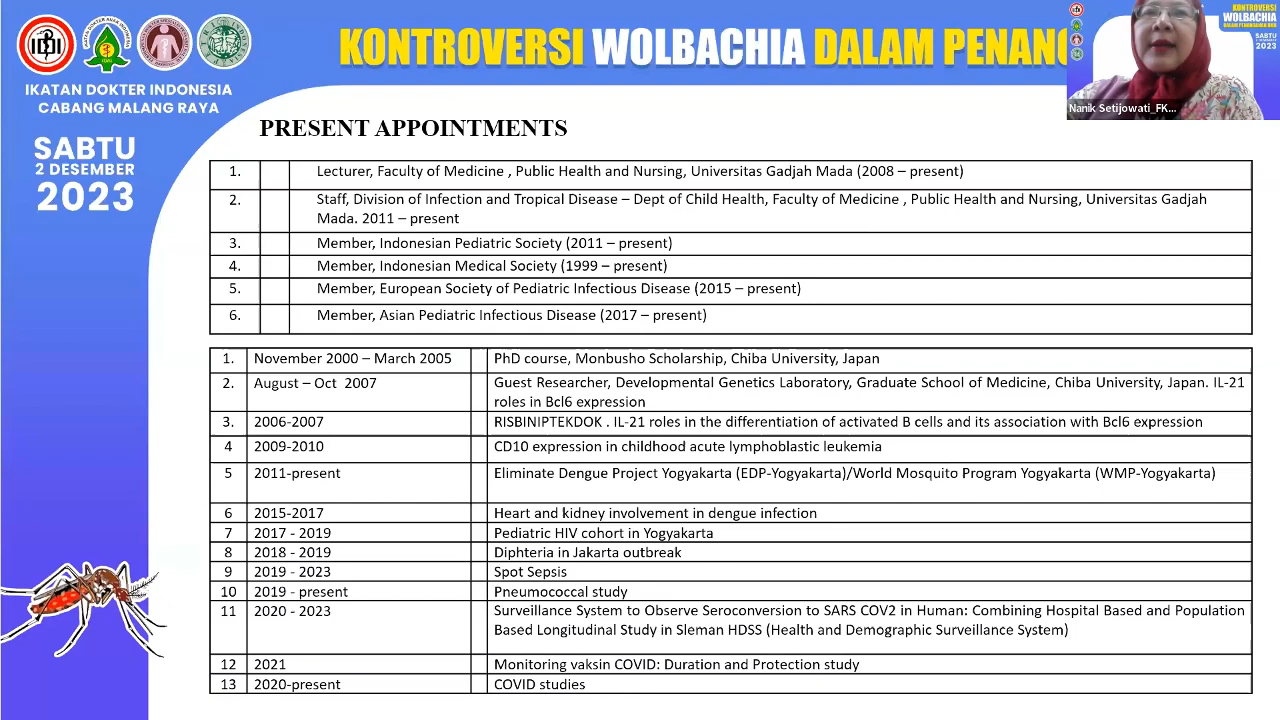 IDI
IKATAN DOKTER INDONESIA
CABANG MALANG RAYA
SABTU
2 DESEMBER
2023
KONTROVERSI WOLBACHIA DALAM PENANG
KONTROVERSI
WOLBACHIA
SABTU
2023
Nanik Setijowati_FK...
PRESENT APPOINTMENTS
1. Lecturer, Faculty of Medicine , Public Health and Nursing, Universitas Gadjah Mada (2008 – present)
2. Staff, Division of Infection and Tropical Disease – Dept of Child Health, Faculty of Medicine , Public Health and Nursing, Universitas Gadjah
Mada. 2011 – present
3. Member, Indonesian Pediatric Society (2011 – present)
4. Member, Indonesian Medical Society (1999 – present)
5. Member, European Society of Pediatric Infectious Disease (2015 – present)
6. Member, Asian Pediatric Infectious Disease (2017 – present)
1. November 2000 – March 2005 PhD course, Monbusho Scholarship, Chiba University, Japan
2. August – Oct 2007 Guest Researcher, Developmental Genetics Laboratory, Graduate School of Medicine, Chiba University, Japan. IL-21
roles in Bcl6 expression
3. 2006-2007 RISBINIPTEKDOK . IL-21 roles in the differentiation of activated B cells and its association with Bcl6 expression
4 2009-2010 CD10 expression in childhood acute lymphoblastic leukemia
5 2011-present Eliminate Dengue Project Yogyakarta (EDP-Yogyakarta)/World Mosquito Program Yogyakarta (WMP-Yogyakarta)
6 2015-2017 Heart and kidney involvement in dengue infection
7 2017 - 2019 Pediatric HIV cohort in Yogyakarta
8 2018 - 2019 Diphteria in Jakarta outbreak
9 2019 - 2023 Spot Sepsis
10 2019 - present Pneumococcal study
11 2020 - 2023 Surveillance System to Observe Seroconversion to SARS COV2 in Human: Combining Hospital Based and Population
Based Longitudinal Study in Sleman HDSS (Health and Demographic Surveillance System)
12 2021 Monitoring vaksin COVID: Duration and Protection study
13 2020-present COVID studies